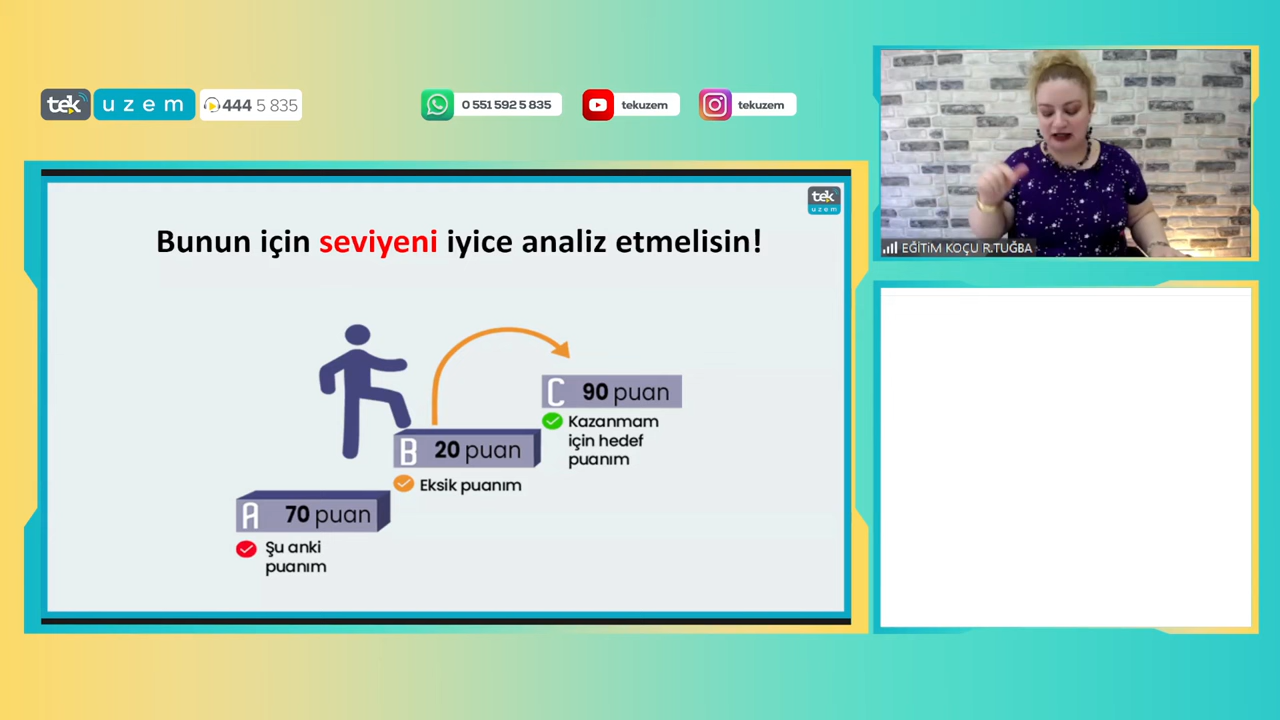 tek uzem 444 5 835
0 551 592 5 835
tekuzem
tekuzem
EĞİTİM KOÇU R.TUĞBA
tek
uzem
Bunun için seviyeni iyice analiz etmelisin!
C 90 puan
Kazanmam
için hedef
puanım
B 20 puan
Eksik puanım
A 70 puan
Şu anki
puanım